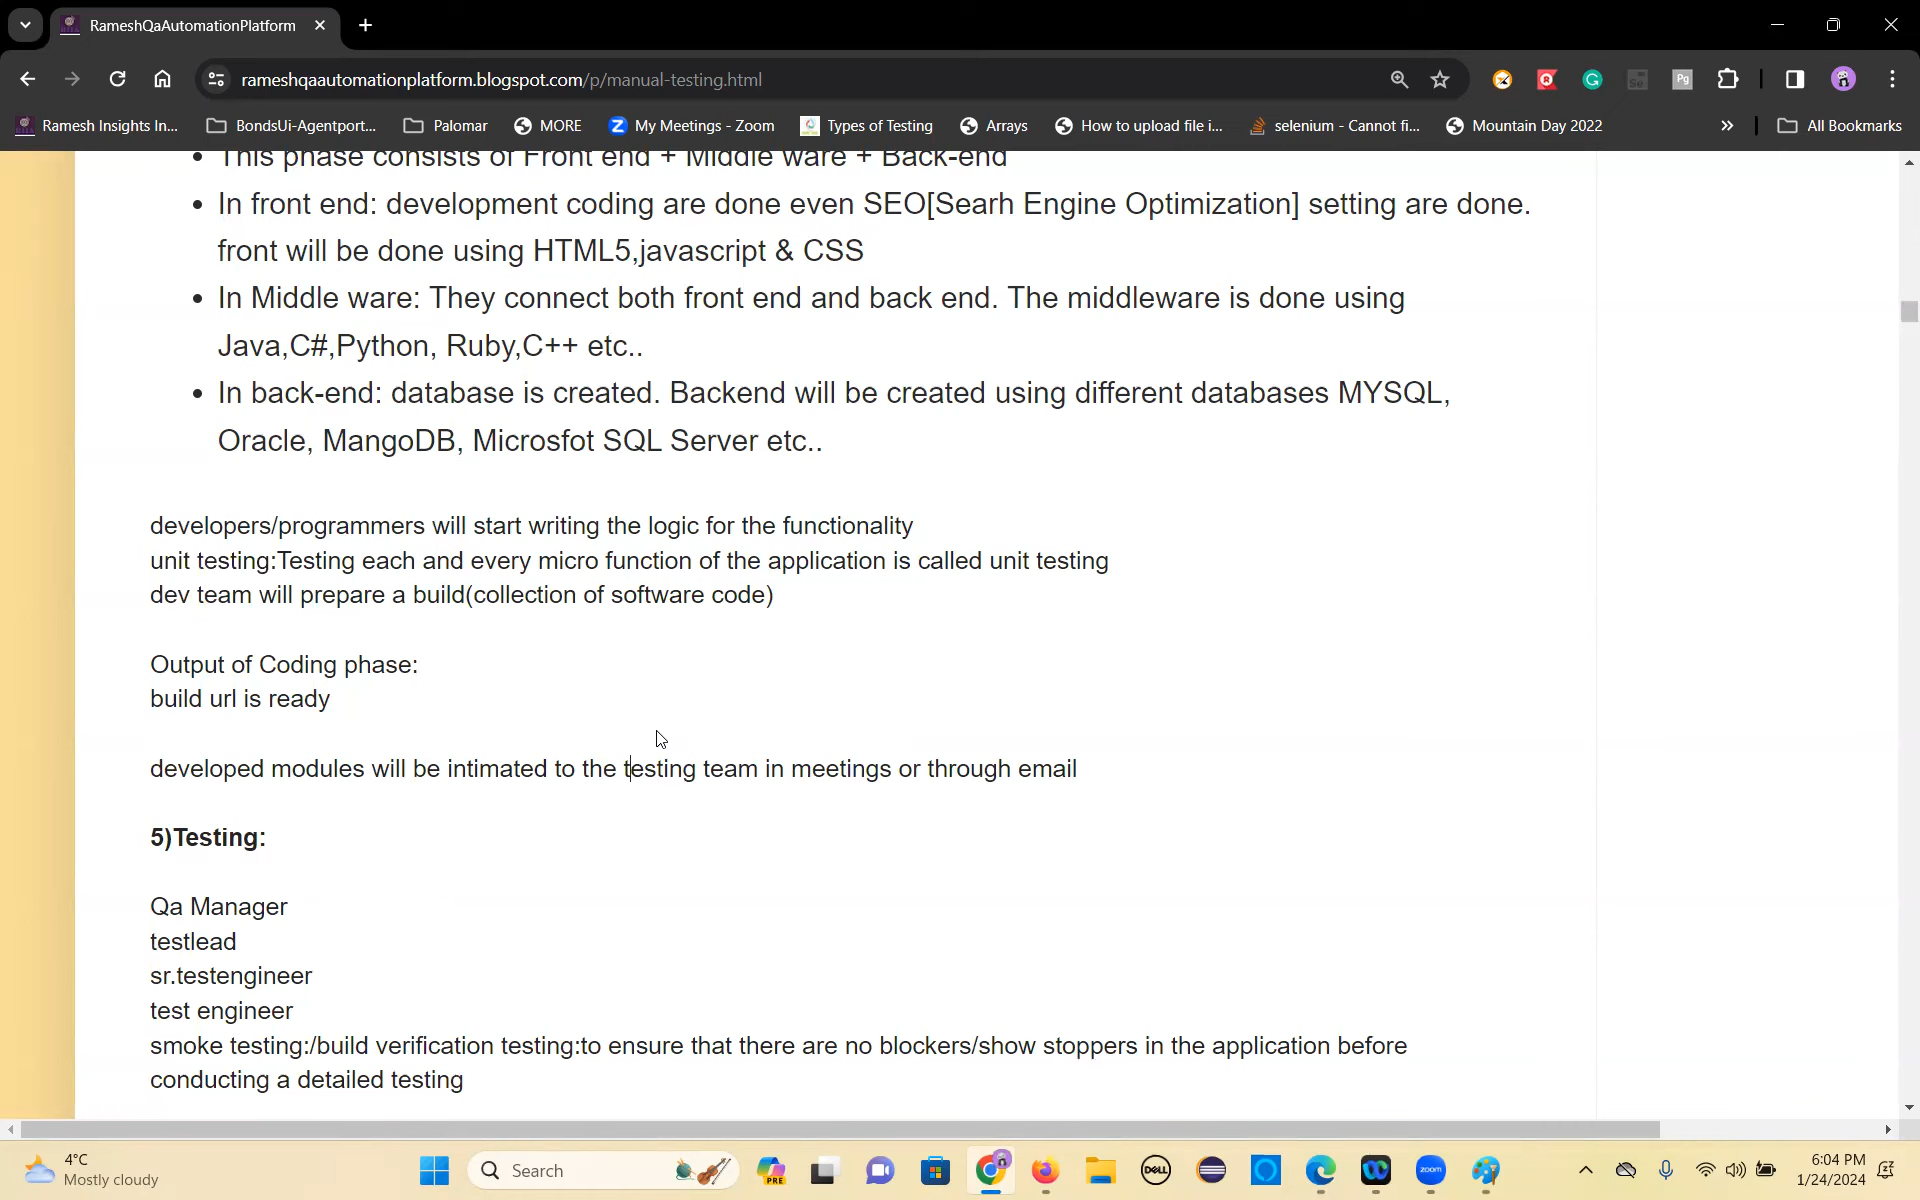 RameshQaAutomationPlatform
rameshqaautomationplatform.blogspot.com/p/manual-testing.html
Ramesh Insights In... BondsUi-Agentport... Palomar MORE My Meetings - Zoom Types of Testing Arrays How to upload file i... selenium - Cannot fi... Mountain Day 2022 All Bookmarks
• This phase consists of Front end + Middle ware + Back-end
• In front end: development coding are done even SEO[Searh Engine Optimization] setting are done.
front will be done using HTML5,javascript & CSS
• In Middle ware: They connect both front end and back end. The middleware is done using
Java,C#,Python, Ruby,C++ etc..
• In back-end: database is created. Backend will be created using different databases MYSQL,
Oracle, MangoDB, Microsfot SQL Server etc..
developers/programmers will start writing the logic for the functionality
unit testing:Testing each and every micro function of the application is called unit testing
dev team will prepare a build(collection of software code)
Output of Coding phase:
build url is ready
developed modules will be intimated to the testing team in meetings or through email
5)Testing:
Qa Manager
testlead
sr.testengineer
test engineer
smoke testing:/build verification testing:to ensure that there are no blockers/show stoppers in the application before
conducting a detailed testing
4°C
Mostly cloudy
Search
PRE
DELL
zoom
6:04 PM
1/24/2024